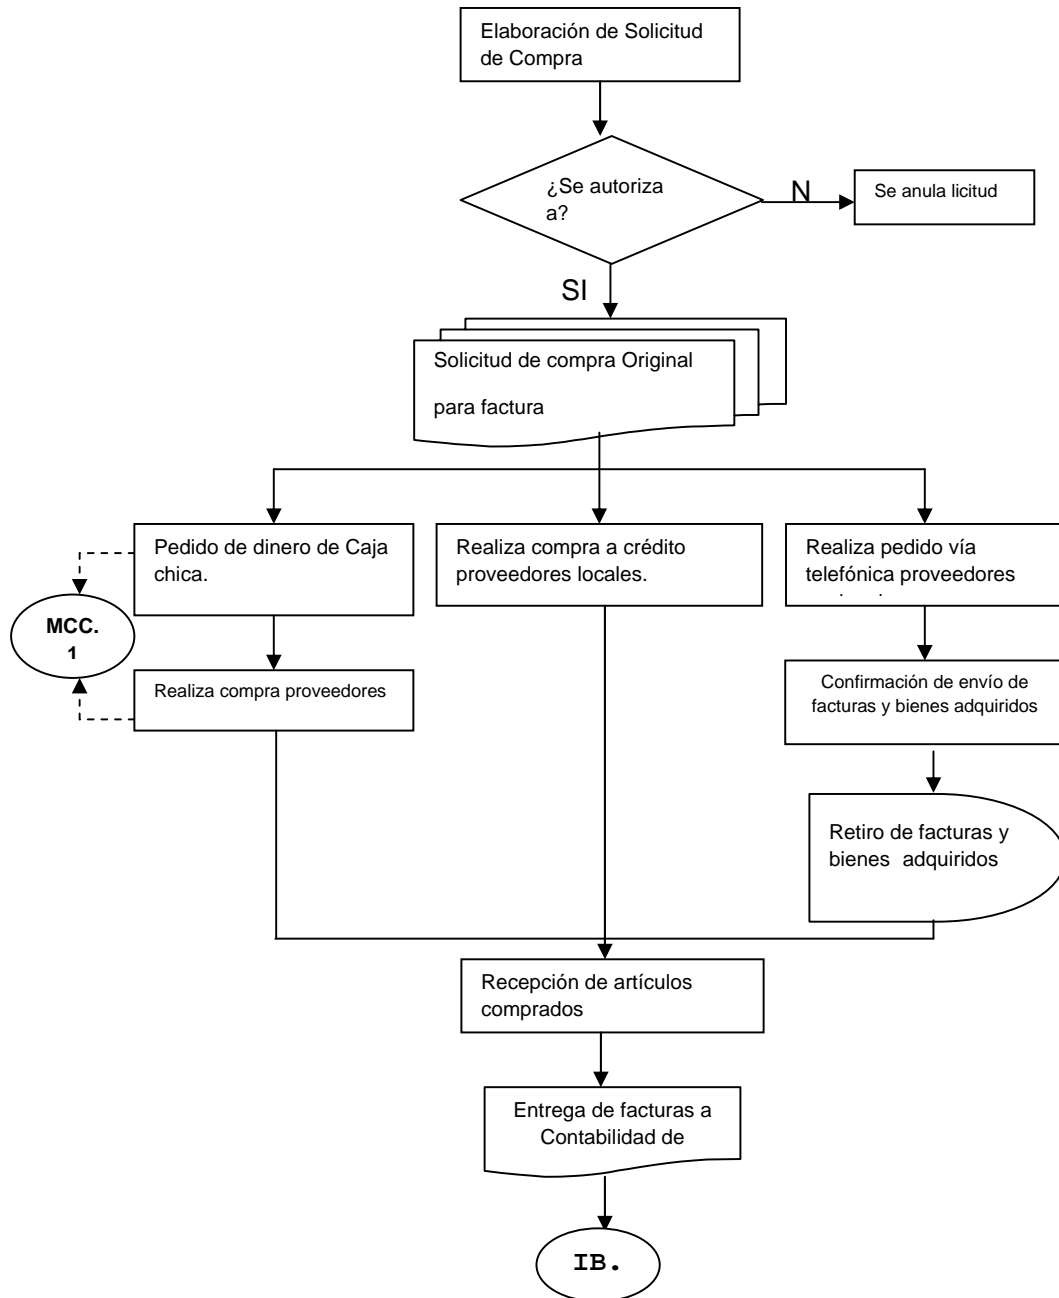 Elaboración de Solicitud
de Compra
¿Se autoriza
a?
N
Se anula licitud
SI
Solicitud de compra Original
para factura
Pedido de dinero de Caja
chica.
Realiza compra a crédito
proveedores locales.
Realiza pedido vía
telefónica proveedores
MCC.
1
Realiza compra proveedores
Confirmación de envío de
facturas y bienes adquiridos
Retiro de facturas y
bienes adquiridos
Recepción de artículos
comprados
Entrega de facturas a
Contabilidad de
IB.